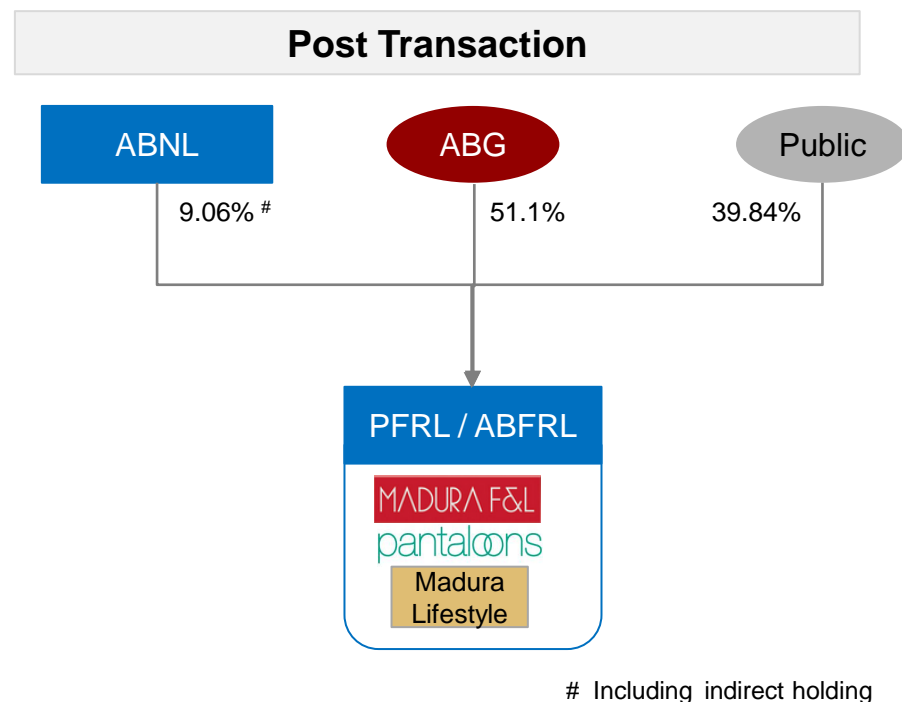 Post Transaction
ABNL
ABG
Public
9.06% #
51.1%
39.84%
PFRL / ABFRL
MADURA F&L
pantaloons
Madura
Lifestyle
# Including indirect holding